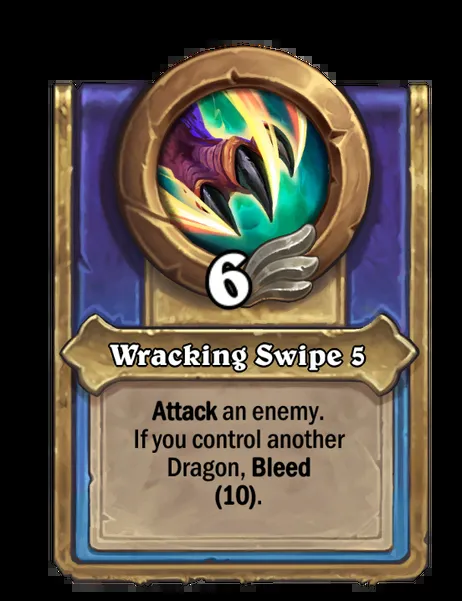 6
Wracking Swipe 5
Attack an enemy.
If you control another
Dragon, Bleed
(10).